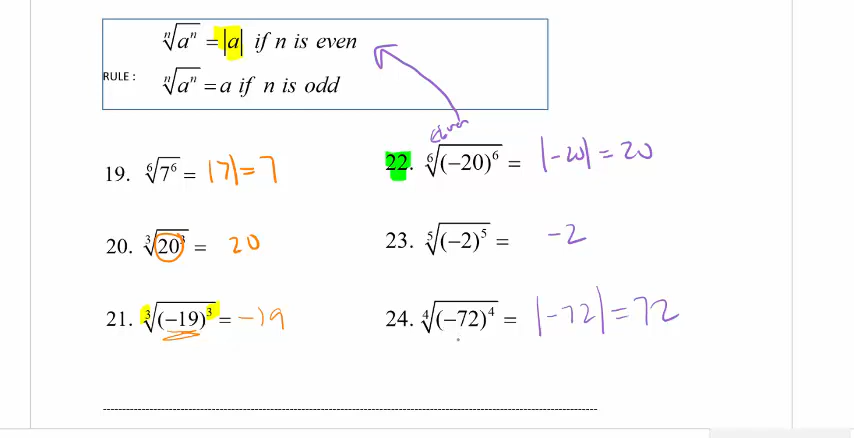 ⁿ√aⁿ = |a| if n is even
RULE : ⁿ√aⁿ = a if n is odd
even
19. ⁶√7⁶ = |7| = 7
22. ⁶√(−20)⁶ = |-20| = 20
20. ³√20³ = 20
23. ⁵√(−2)⁵ = -2
21. ³√(−19)³ = -19
24. ⁴√(−72)⁴ = |-72| = 72